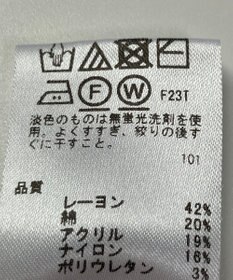 F W F23T
淡色のものは無蛍光洗剤を使
用。よくすすぎ、絞りの後す
ぐに干すこと。
101
品質
レーヨン 42%
綿 20%
アクリル 19%
ナイロン 16%
ポリウレタン 3%